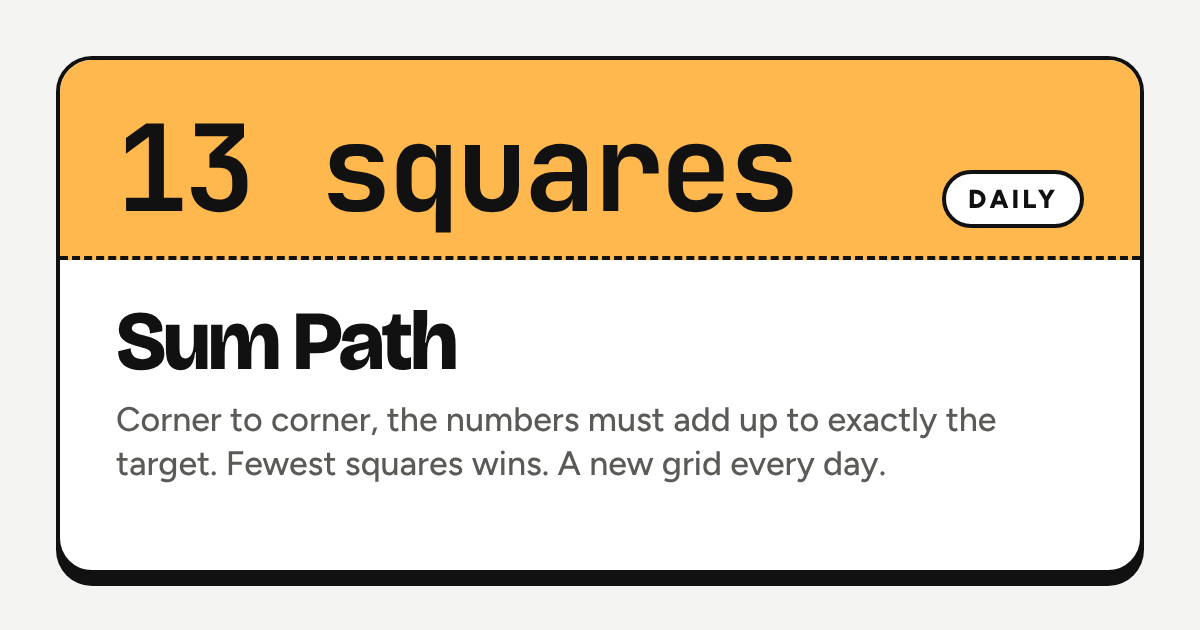 13 squares
DAILY
Sum Path
Corner to corner, the numbers must add up to exactly the
target. Fewest squares wins. A new grid every day.